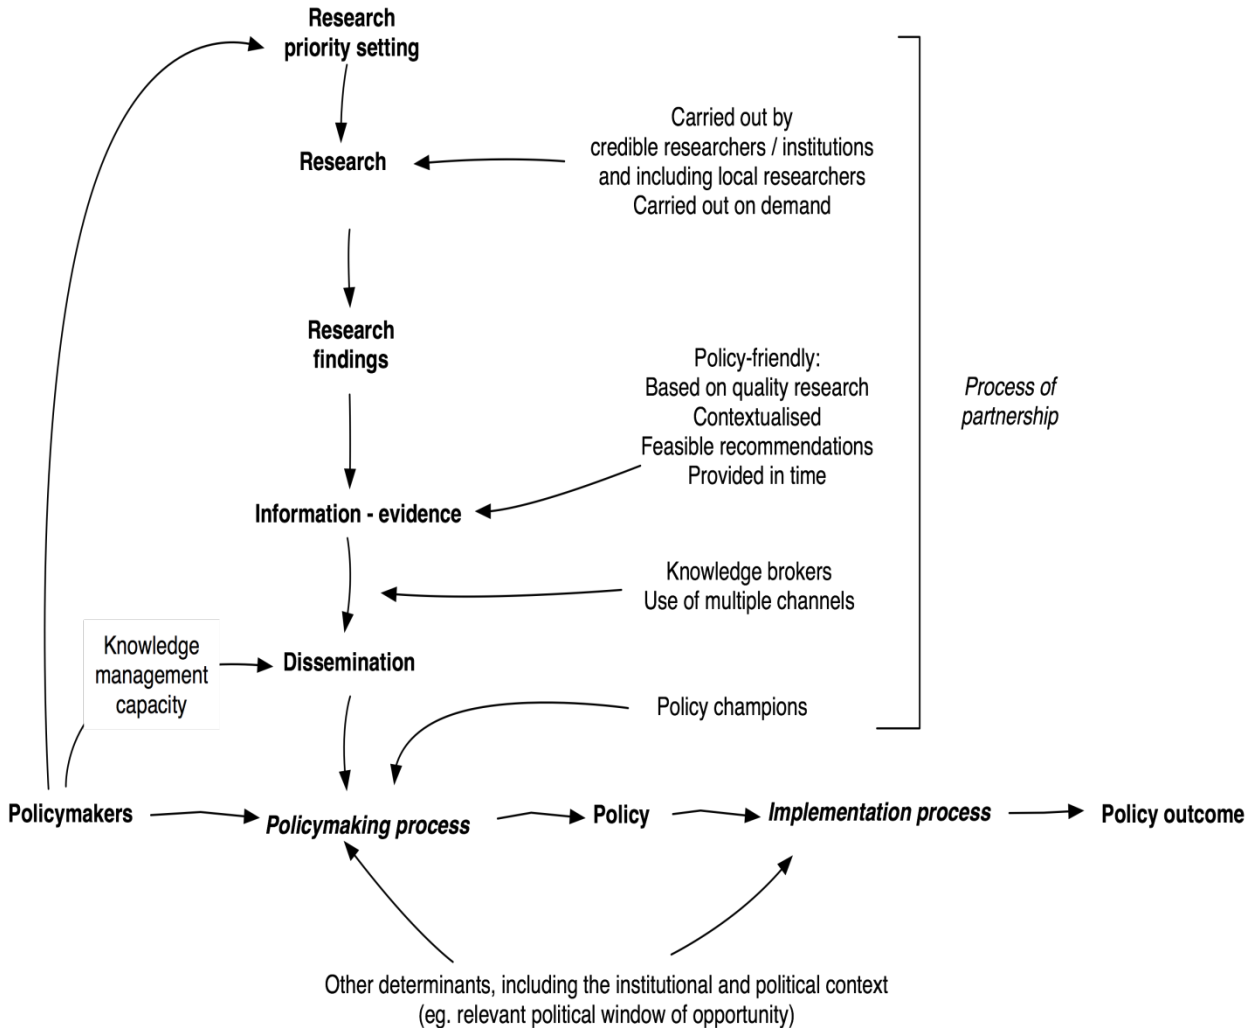 Research
priority setting
Carried out by
credible researchers / institutions
and including local researchers
Carried out on demand
Research
Research
findings
Policy-friendly:
Based on quality research
Contextualised
Feasible recommendations
Provided in time
Process of
partnership
Information - evidence
Knowledge brokers
Use of multiple channels
Knowledge
management
capacity
Dissemination
Policy champions
Policymakers
Policymaking process
Policy
Implementation process
Policy outcome
Other determinants, including the institutional and political context
(eg. relevant political window of opportunity)